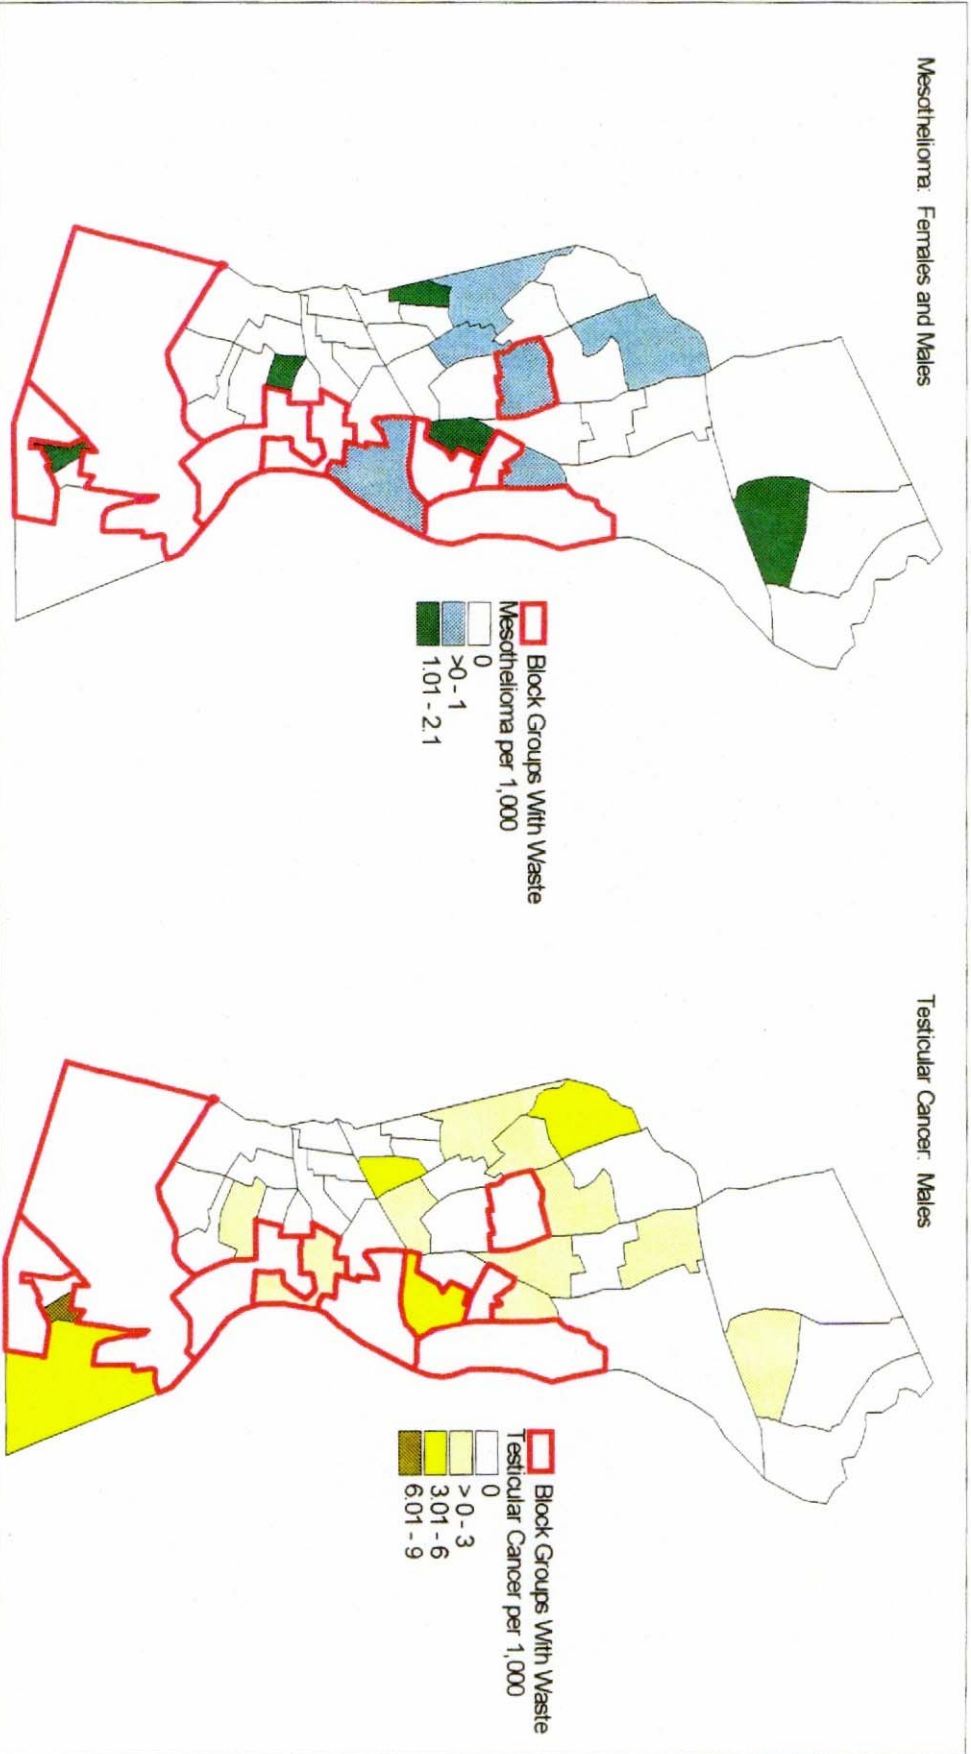 Mesothelioma: Females and Males
Block Groups With Waste
Mesothelioma per 1,000
0
>0 - 1
1.01 - 2.1
Testicular Cancer: Males
Block Groups With Waste
Testicular Cancer per 1,000
0
> 0 - 3
3.01 - 6
6.01 - 9